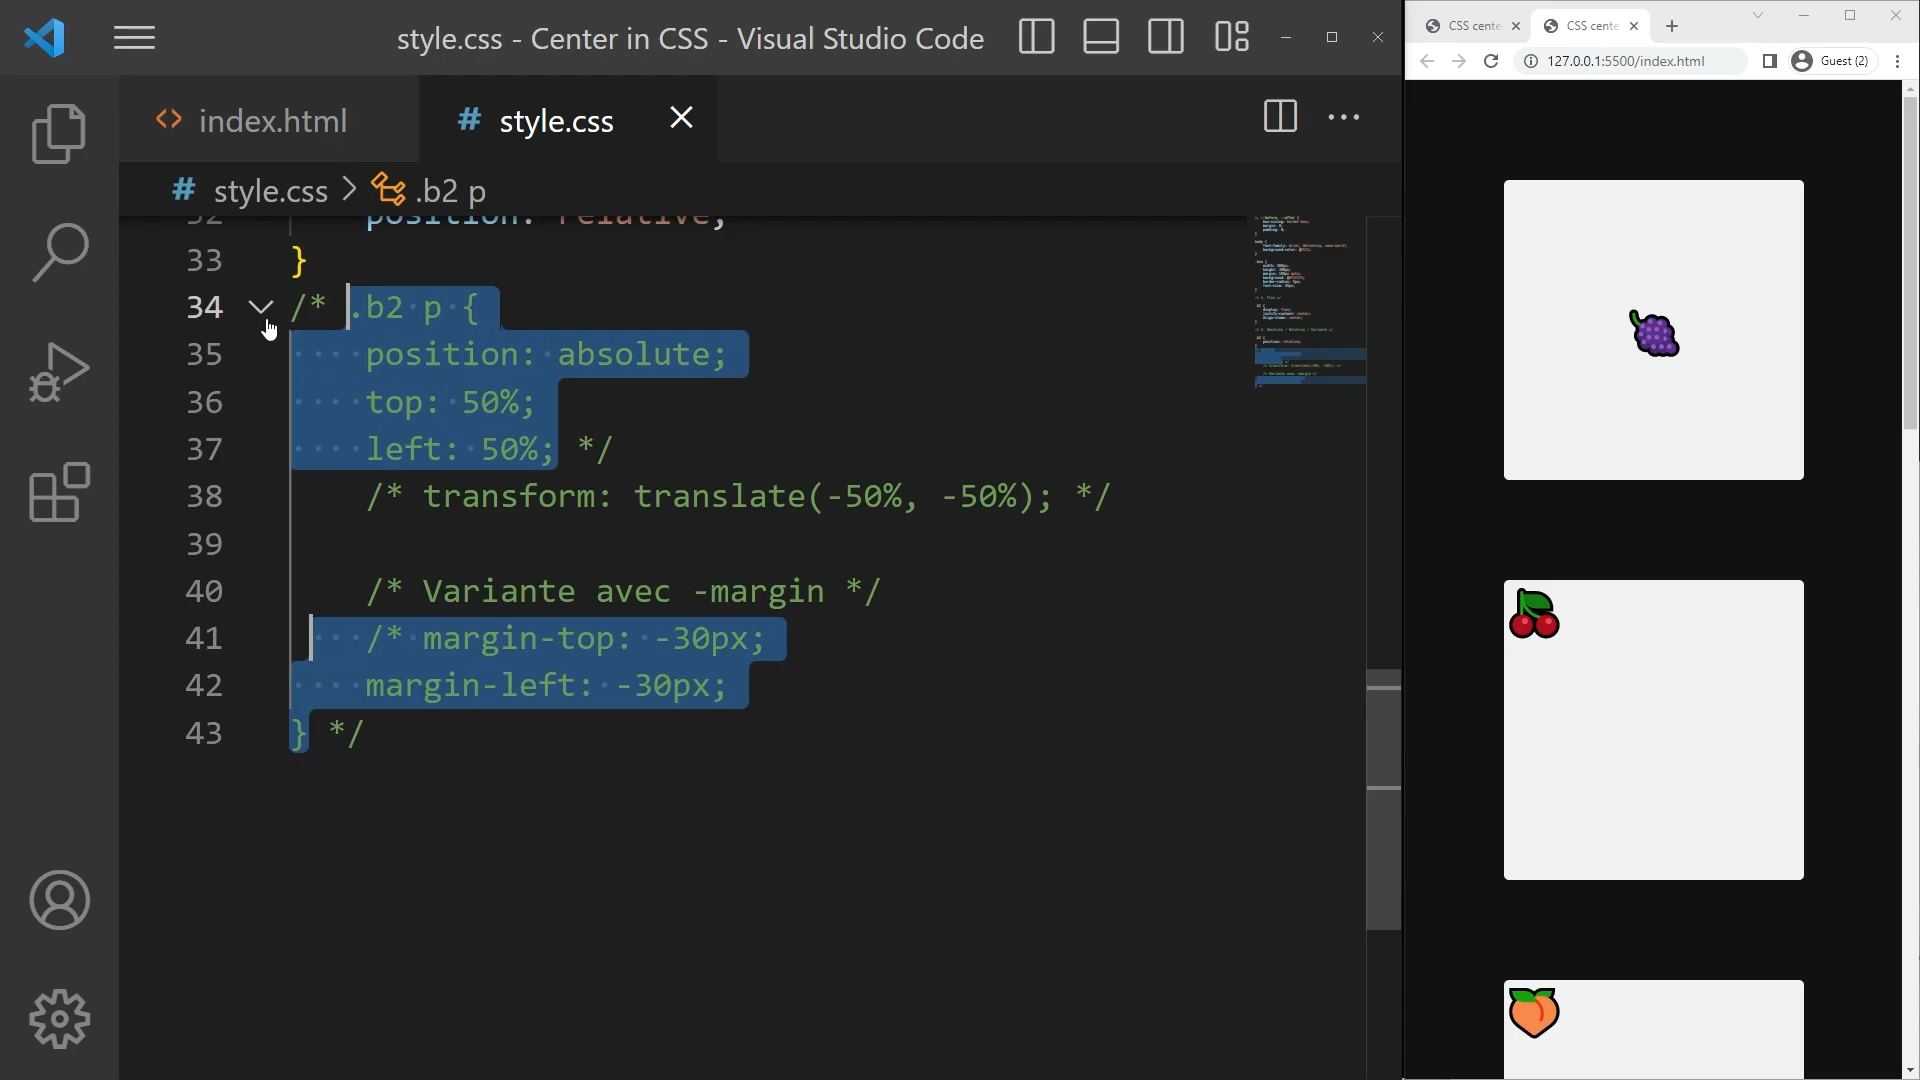 style.css - Center in CSS - Visual Studio Code
index.html
# style.css
# style.css > .b2 p
32 position: relative;
33 }
34 /* .b2 p {
35 position: absolute;
36 top: 50%;
37 left: 50%; */
38 /* transform: translate(-50%, -50%); */
39
40 /* Variante avec -margin */
41 /* margin-top: -30px;
42 margin-left: -30px;
43 } */
CSS cente
CSS cente
127.0.0.1:5500/index.html
Guest (2)